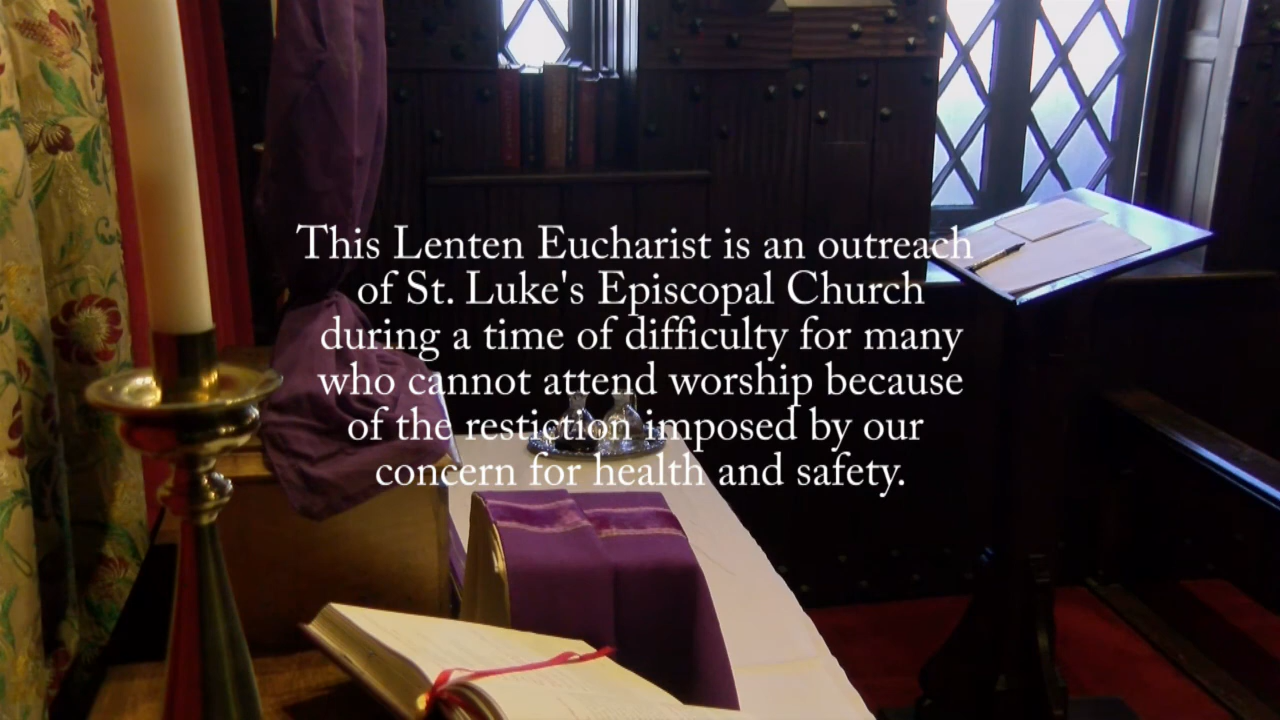 This Lenten Eucharist is an outreach
of St. Luke's Episcopal Church
during a time of difficulty for many
who cannot attend worship because
of the restiction imposed by our
concern for health and safety.